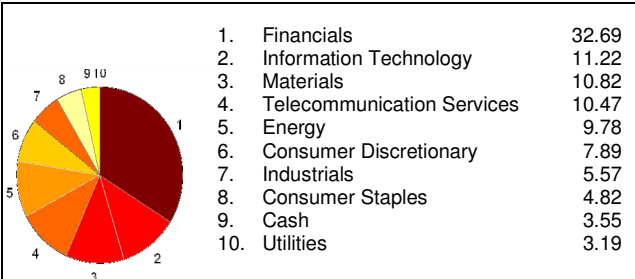 1. Financials 32.69
2. Information Technology 11.22
3. Materials 10.82
4. Telecommunication Services 10.47
5. Energy 9.78
6. Consumer Discretionary 7.89
7. Industrials 5.57
8. Consumer Staples 4.82
9. Cash 3.55
10. Utilities 3.19
1
2
3
4
5
6
7
8
9
10